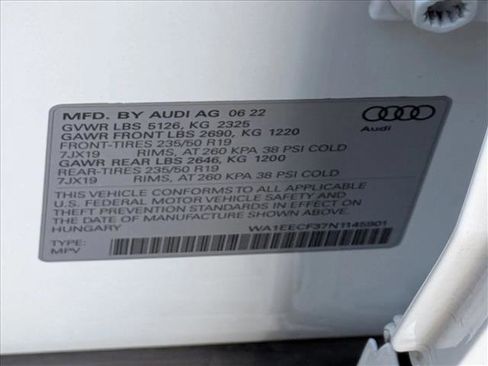 MFD. BY AUDI AG 06 22
GVWR LBS 5126, KG 2325
GAWR FRONT LBS 2690, KG 1220
FRONT-TIRES 235/50 R19
7JX19 RIMS, AT 260 KPA 38 PSI COLD
GAWR REAR LBS 2646, KG 1200
REAR-TIRES 235/50 R19
7JX19 RIMS, AT 260 KPA 38 PSI COLD
THIS VEHICLE CONFORMS TO ALL APPLICABLE
U.S. FEDERAL MOTOR VEHICLE SAFETY AND
THEFT PREVENTION STANDARDS IN EFFECT ON
THE DATE OF MANUFACTURE SHOWN ABOVE.
HUNGARY
WA1EECF37N1145901
TYPE:
MPV
Audi